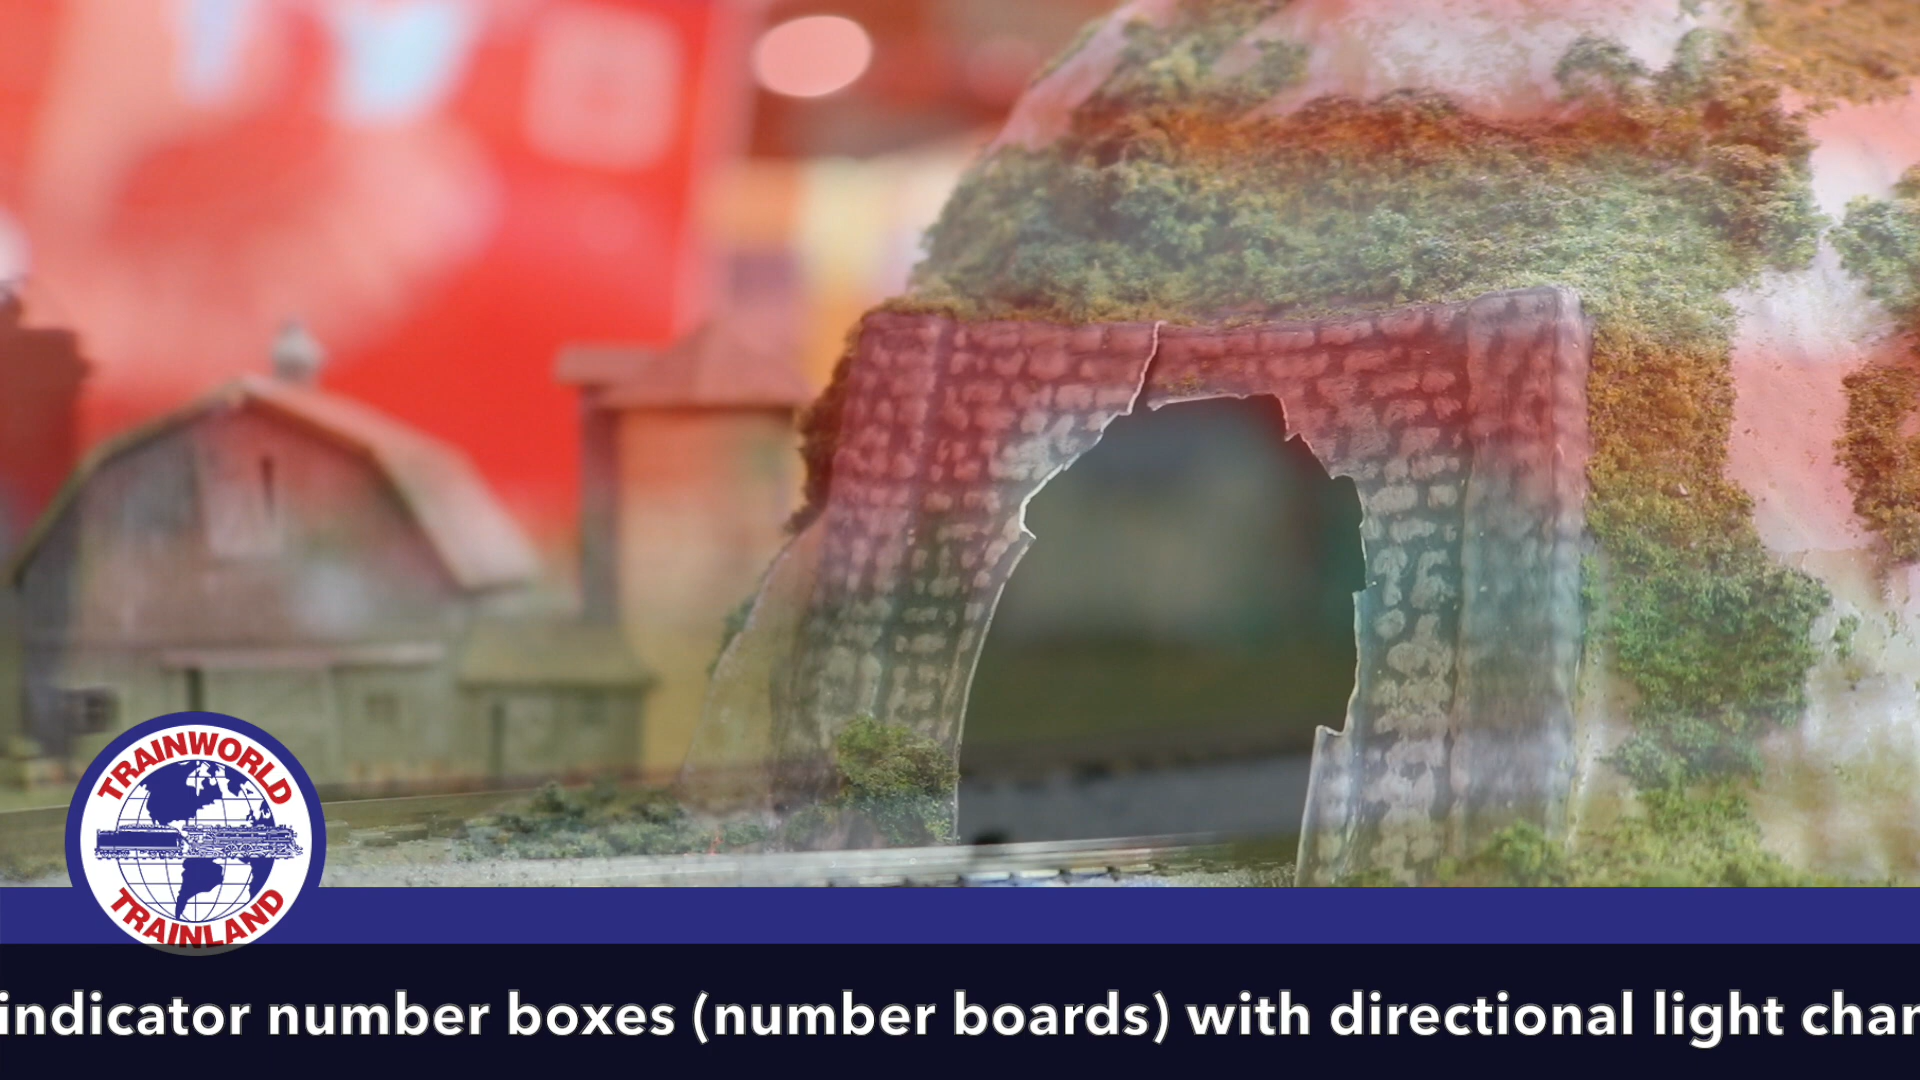 TRAINWORLD
TRAINLAND
indicator number boxes (number boards) with directional light char